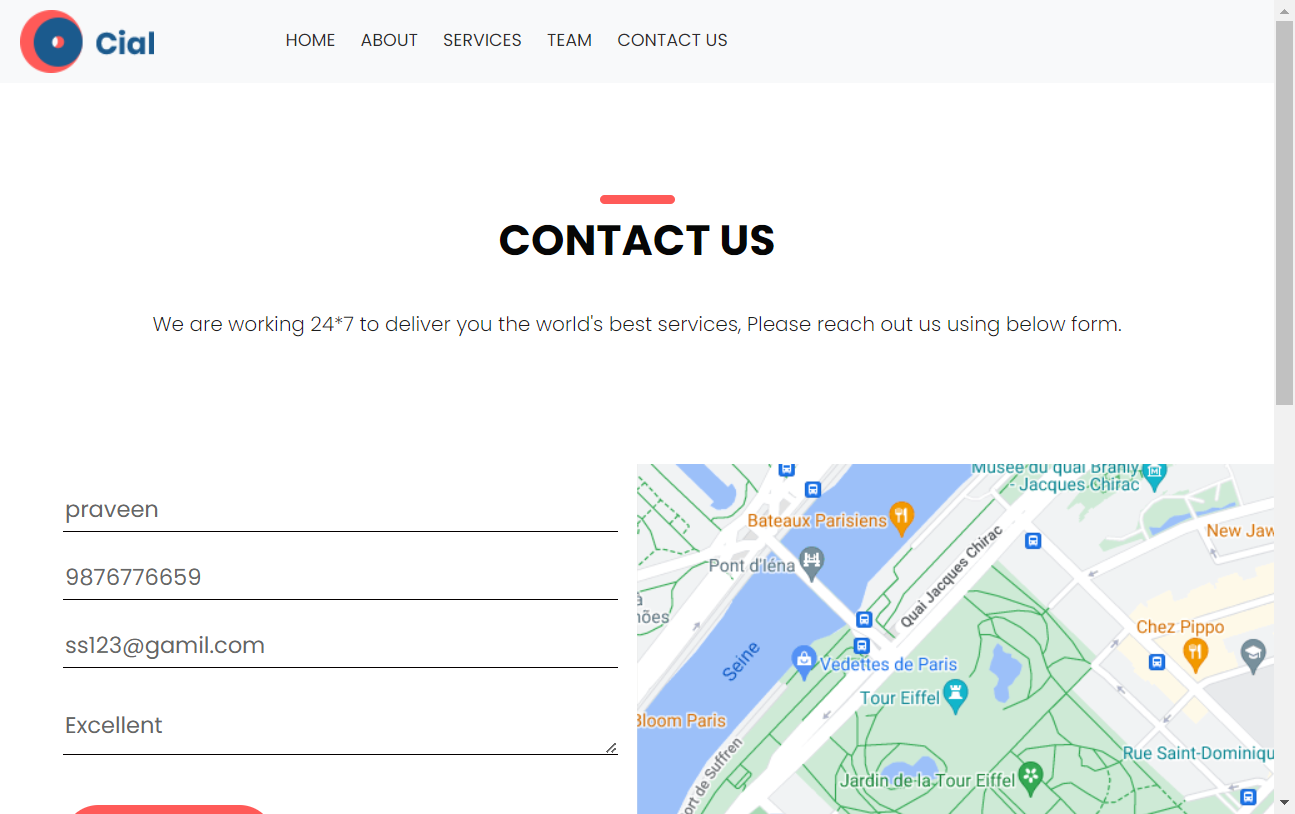 Cial
HOME ABOUT SERVICES TEAM CONTACT US
CONTACT US
We are working 24*7 to deliver you the world's best services, Please reach out us using below form.
praveen
9876776659
ss123@gamil.com
Excellent
Musée du quai Branly
- Jacques Chirac
Bateaux Parisiens
New Jaw
Pont d'Iéna
Quai Jacques Chirac
Chez Pippo
Seine
Vedettes de Paris
Tour Eiffel
Bloom Paris
Rue Saint-Dominiqu
ort de Suffren
Jardin de la Tour Eiffel